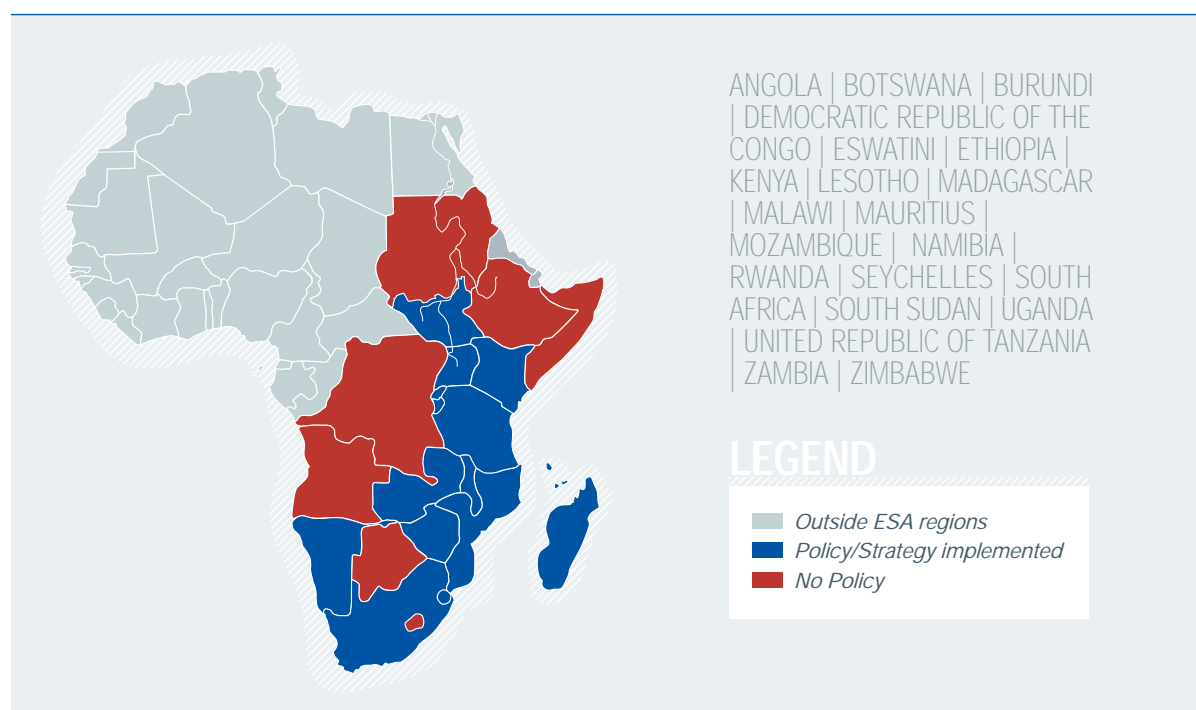 ANGOLA | BOTSWANA | BURUNDI
| DEMOCRATIC REPUBLIC OF THE
CONGO | ESWATINI | ETHIOPIA |
KENYA | LESOTHO | MADAGASCAR
| MALAWI | MAURITIUS |
MOZAMBIQUE | NAMIBIA |
RWANDA | SEYCHELLES | SOUTH
AFRICA | SOUTH SUDAN | UGANDA
| UNITED REPUBLIC OF TANZANIA
| ZAMBIA | ZIMBABWE
LEGEND
Outside ESA regions
Policy/Strategy implemented
No Policy